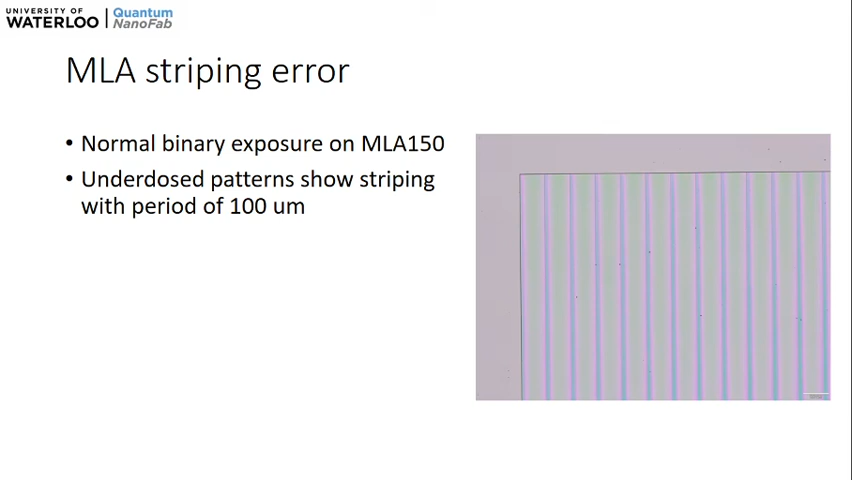 UNIVERSITY OF
WATERLOO
Quantum
NanoFab
MLA striping error
• Normal binary exposure on MLA150
• Underdosed patterns show striping
with period of 100 um